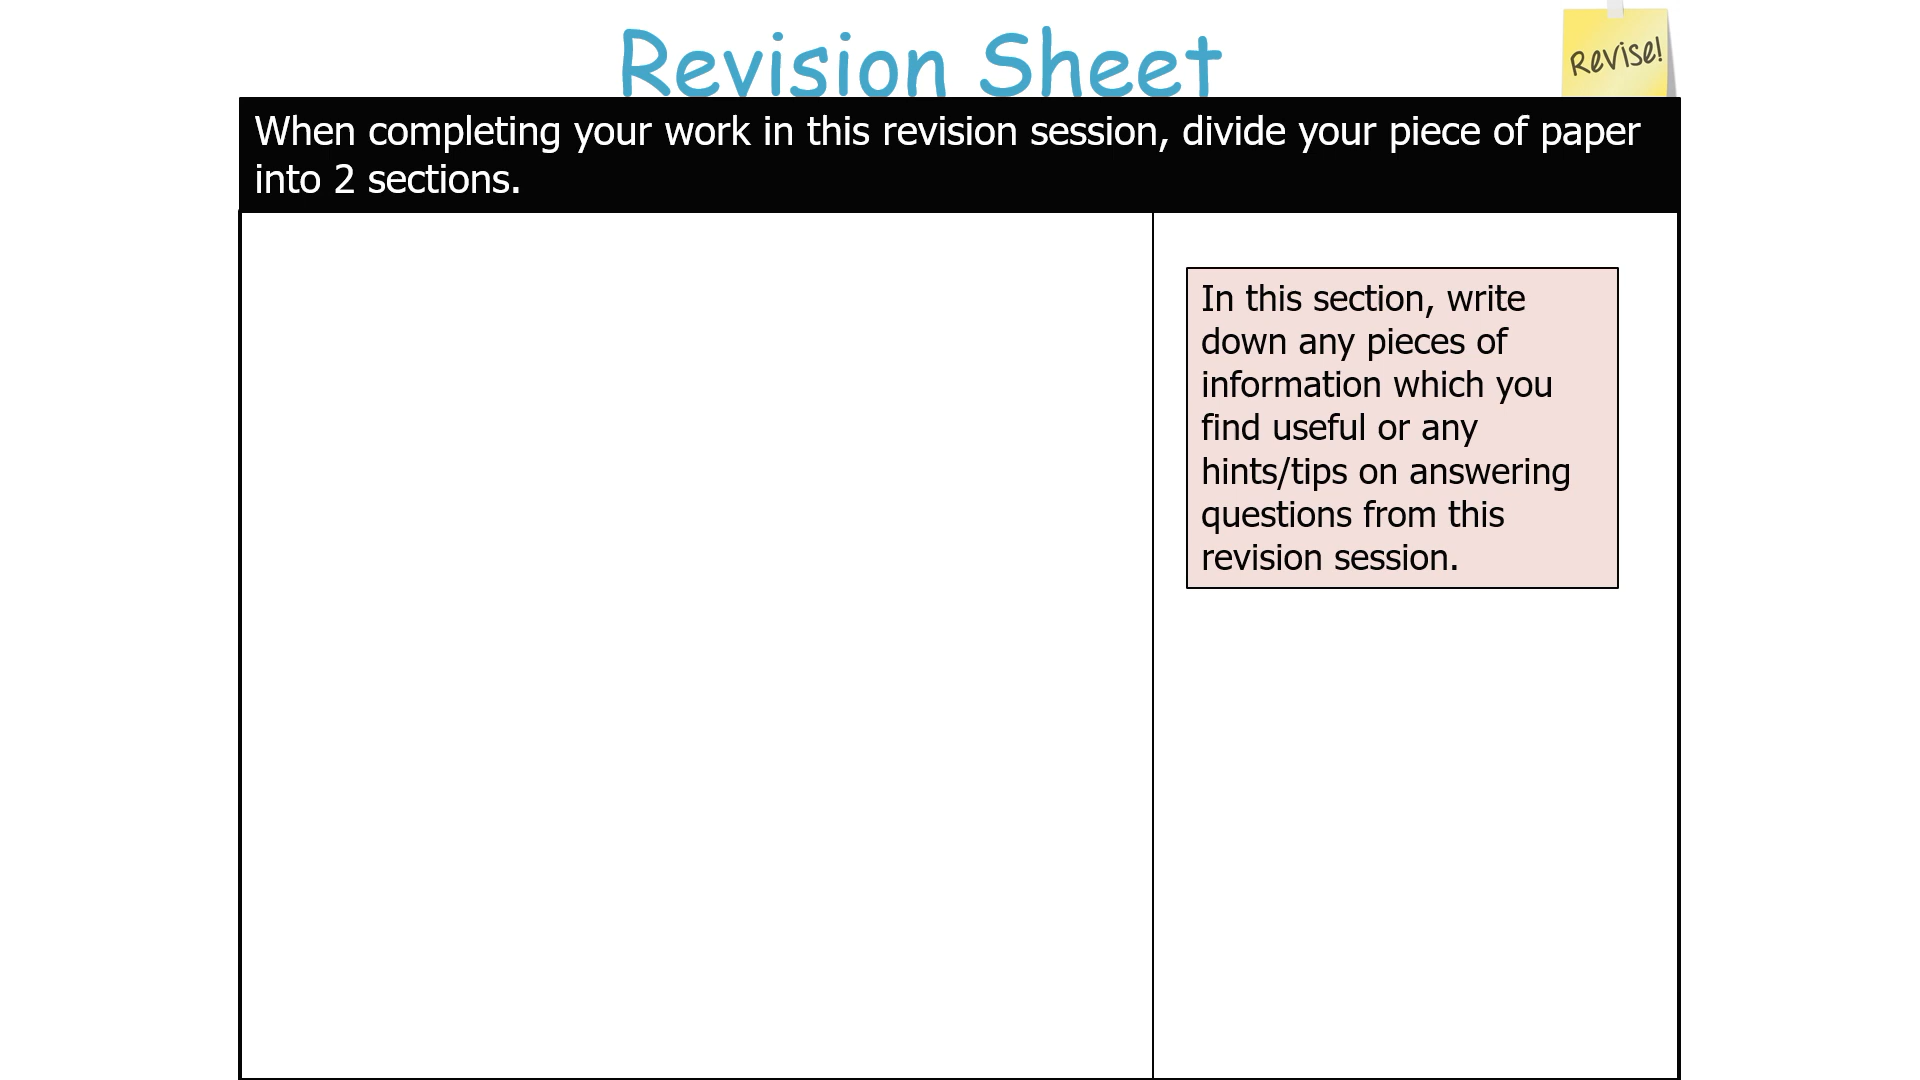 Revision Sheet
Revise!
When completing your work in this revision session, divide your piece of paper
into 2 sections.
In this section, write
down any pieces of
information which you
find useful or any
hints/tips on answering
questions from this
revision session.